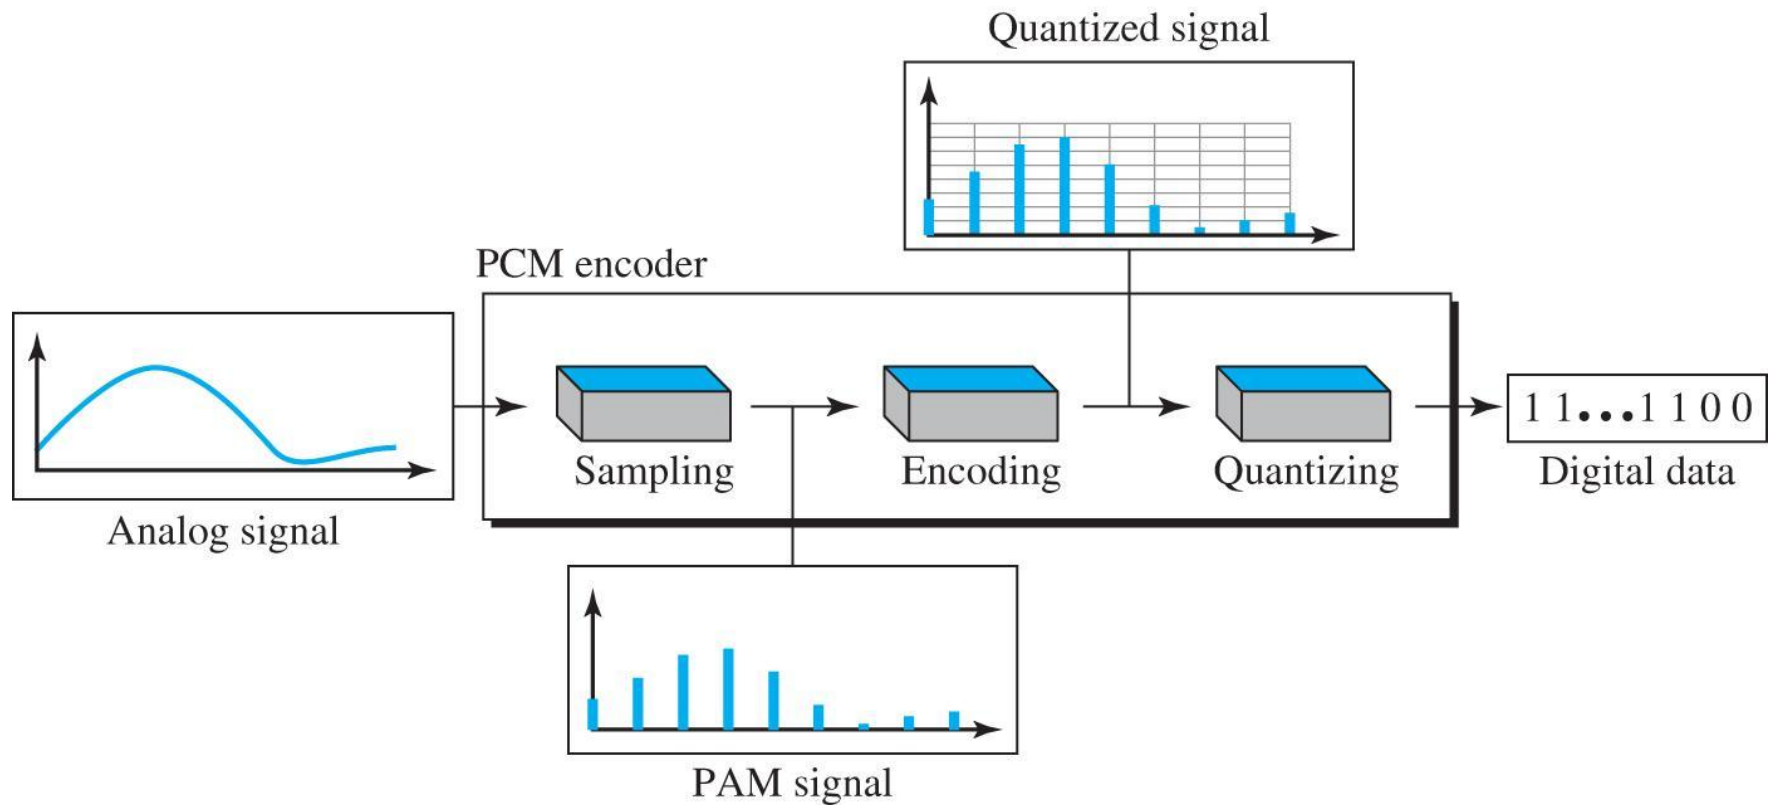 Quantized signal
PCM encoder
Sampling
Encoding
Quantizing
1 1...1 1 0 0
Digital data
Analog signal
PAM signal